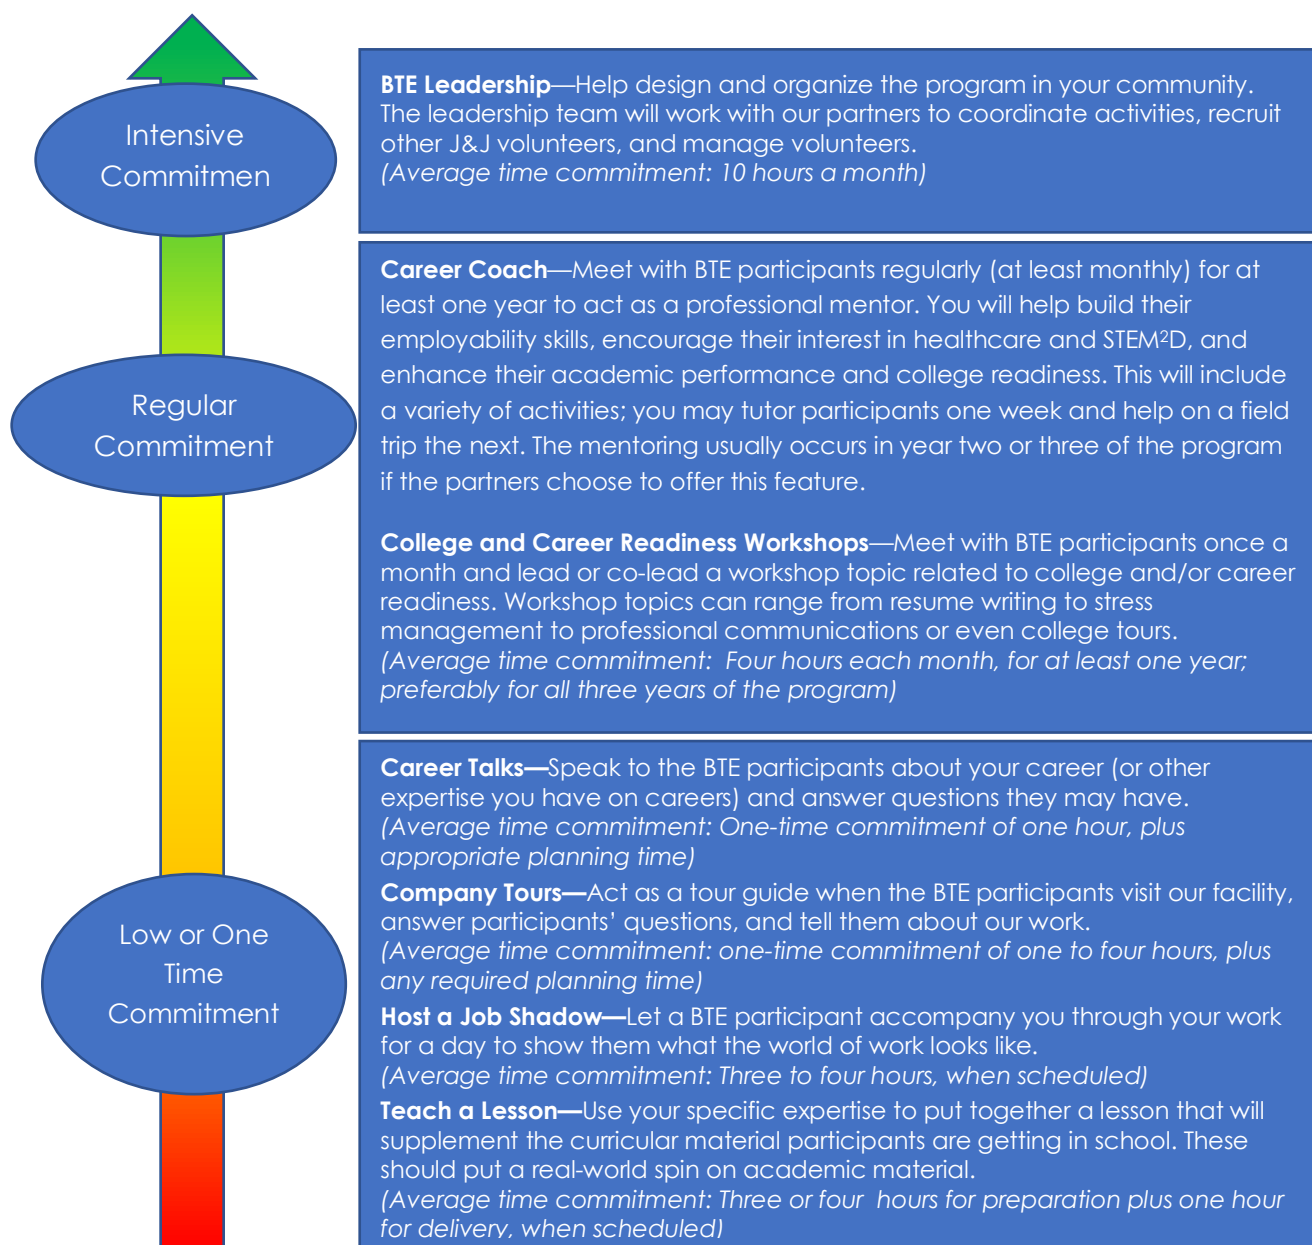 Intensive
Commitmen
BTE Leadership—Help design and organize the program in your community.
The leadership team will work with our partners to coordinate activities, recruit
other J&J volunteers, and manage volunteers.
(Average time commitment: 10 hours a month)
Regular
Commitment
Career Coach—Meet with BTE participants regularly (at least monthly) for at
least one year to act as a professional mentor. You will help build their
employability skills, encourage their interest in healthcare and STEM²D, and
enhance their academic performance and college readiness. This will include
a variety of activities; you may tutor participants one week and help on a field
trip the next. The mentoring usually occurs in year two or three of the program
if the partners choose to offer this feature.
College and Career Readiness Workshops—Meet with BTE participants once a
month and lead or co-lead a workshop topic related to college and/or career
readiness. Workshop topics can range from resume writing to stress
management to professional communications or even college tours.
(Average time commitment:  Four hours each month, for at least one year;
preferably for all three years of the program)
Low or One
Time
Commitment
Career Talks—Speak to the BTE participants about your career (or other
expertise you have on careers) and answer questions they may have.
(Average time commitment: One-time commitment of one hour, plus
appropriate planning time)
Company Tours—Act as a tour guide when the BTE participants visit our facility,
answer participants’ questions, and tell them about our work.
(Average time commitment: one-time commitment of one to four hours, plus
any required planning time)
Host a Job Shadow—Let a BTE participant accompany you through your work
for a day to show them what the world of work looks like.
(Average time commitment: Three to four hours, when scheduled)
Teach a Lesson—Use your specific expertise to put together a lesson that will
supplement the curricular material participants are getting in school. These
should put a real-world spin on academic material.
(Average time commitment: Three or four  hours for preparation plus one hour
for delivery, when scheduled)